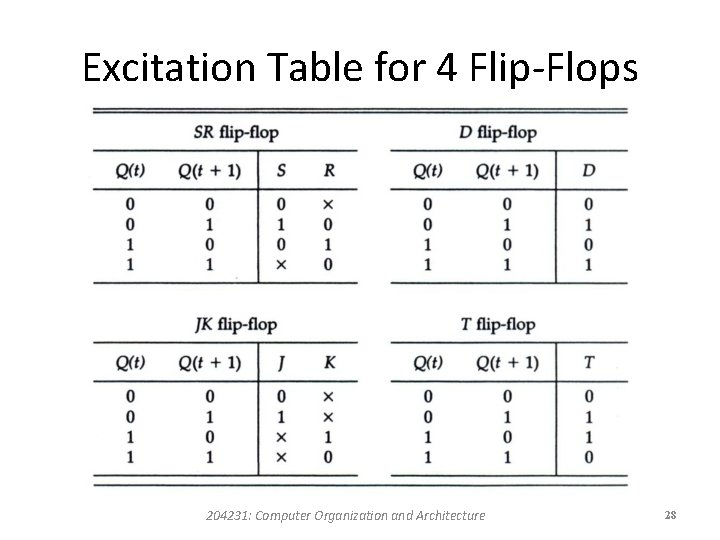 Excitation Table for 4 Flip-Flops
SR flip-flop
Q(t) Q(t + 1) S R
0 0 0 ×
0 1 1 0
1 0 0 1
1 1 × 0
D flip-flop
Q(t) Q(t + 1) D
0 0 0
0 1 1
1 0 0
1 1 1
JK flip-flop
Q(t) Q(t + 1) J K
0 0 0 ×
0 1 1 ×
1 0 × 1
1 1 × 0
T flip-flop
Q(t) Q(t + 1) T
0 0 0
0 1 1
1 0 1
1 1 0
204231: Computer Organization and Architecture
28